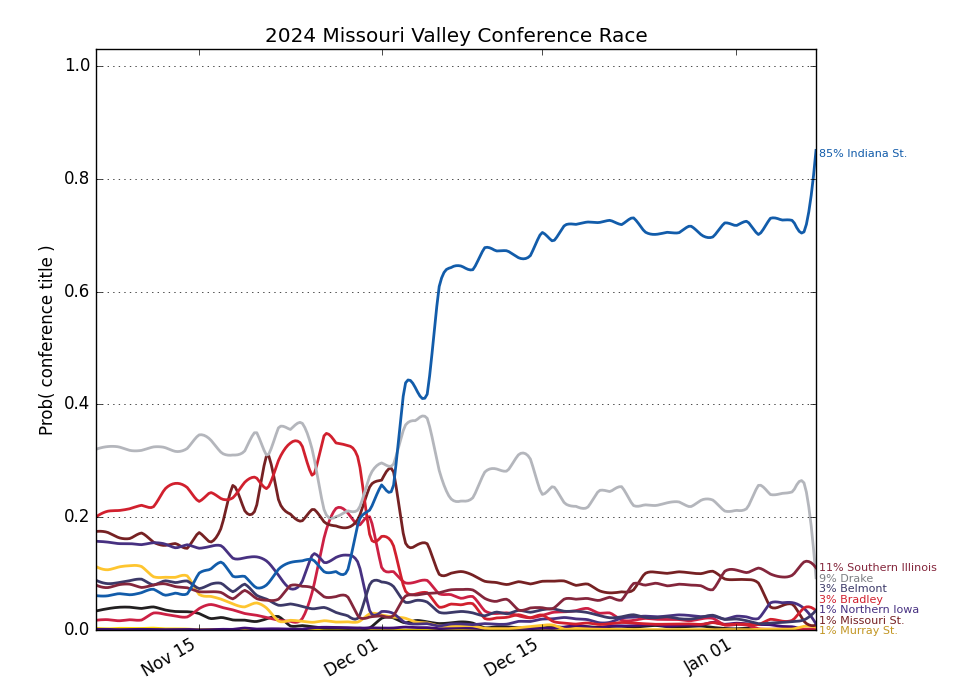 2024 Missouri Valley Conference Race
Prob( conference title )
1.0
0.8
0.6
0.4
0.2
0.0
Nov 15
Dec 01
Dec 15
Jan 01
85% Indiana St.
11% Southern Illinois
9% Drake
3% Belmont
3% Bradley
1% Northern Iowa
1% Missouri St.
1% Murray St.